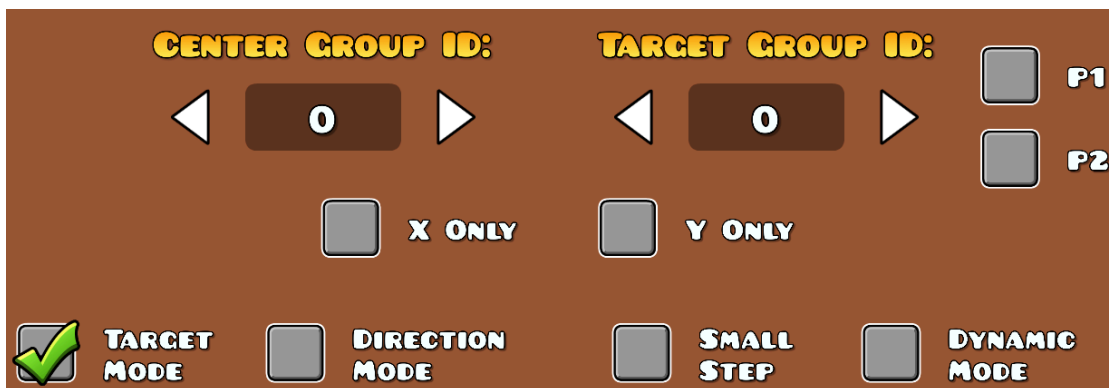 Center Group ID:
Target Group ID:
0
0
P1
P2
X Only
Y Only
Target
Mode
Direction
Mode
Small
Step
Dynamic
Mode